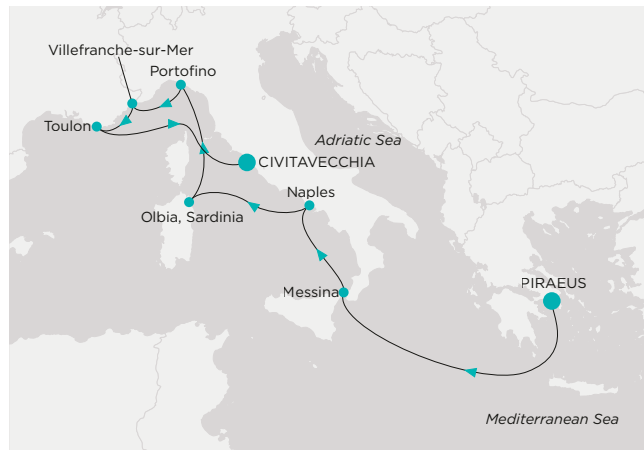 Villefranche-sur-Mer
Portofino
Toulon
Adriatic Sea
CIVITAVECCHIA
Naples
Olbia, Sardinia
PIRAEUS
Messina
Mediterranean Sea